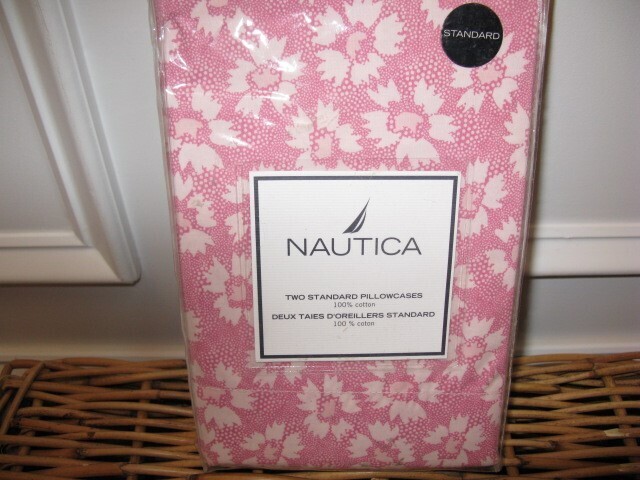 STANDARD
NAUTICA
TWO STANDARD PILLOWCASES
100% cotton
DEUX TAIES D'OREILLERS STANDARD
100 % coton